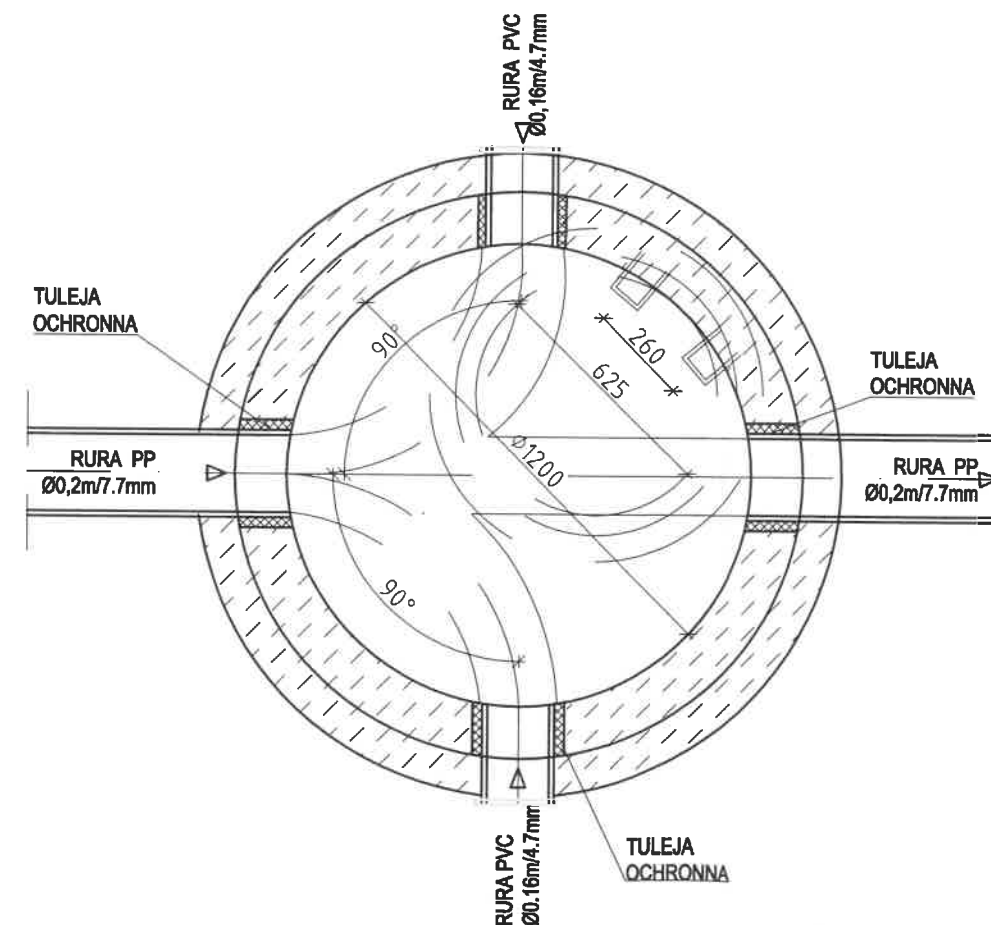 RURA PVC
Ø0,16m/4.7mm
TULEJA
OCHRONNA
90°
260
625
TULEJA
OCHRONNA
Ø1200
RURA PP
Ø0,2m/7.7mm
RURA PP
Ø0,2m/7.7mm
90°
RURA PVC
Ø0.16m/4.7mm
TULEJA
OCHRONNA